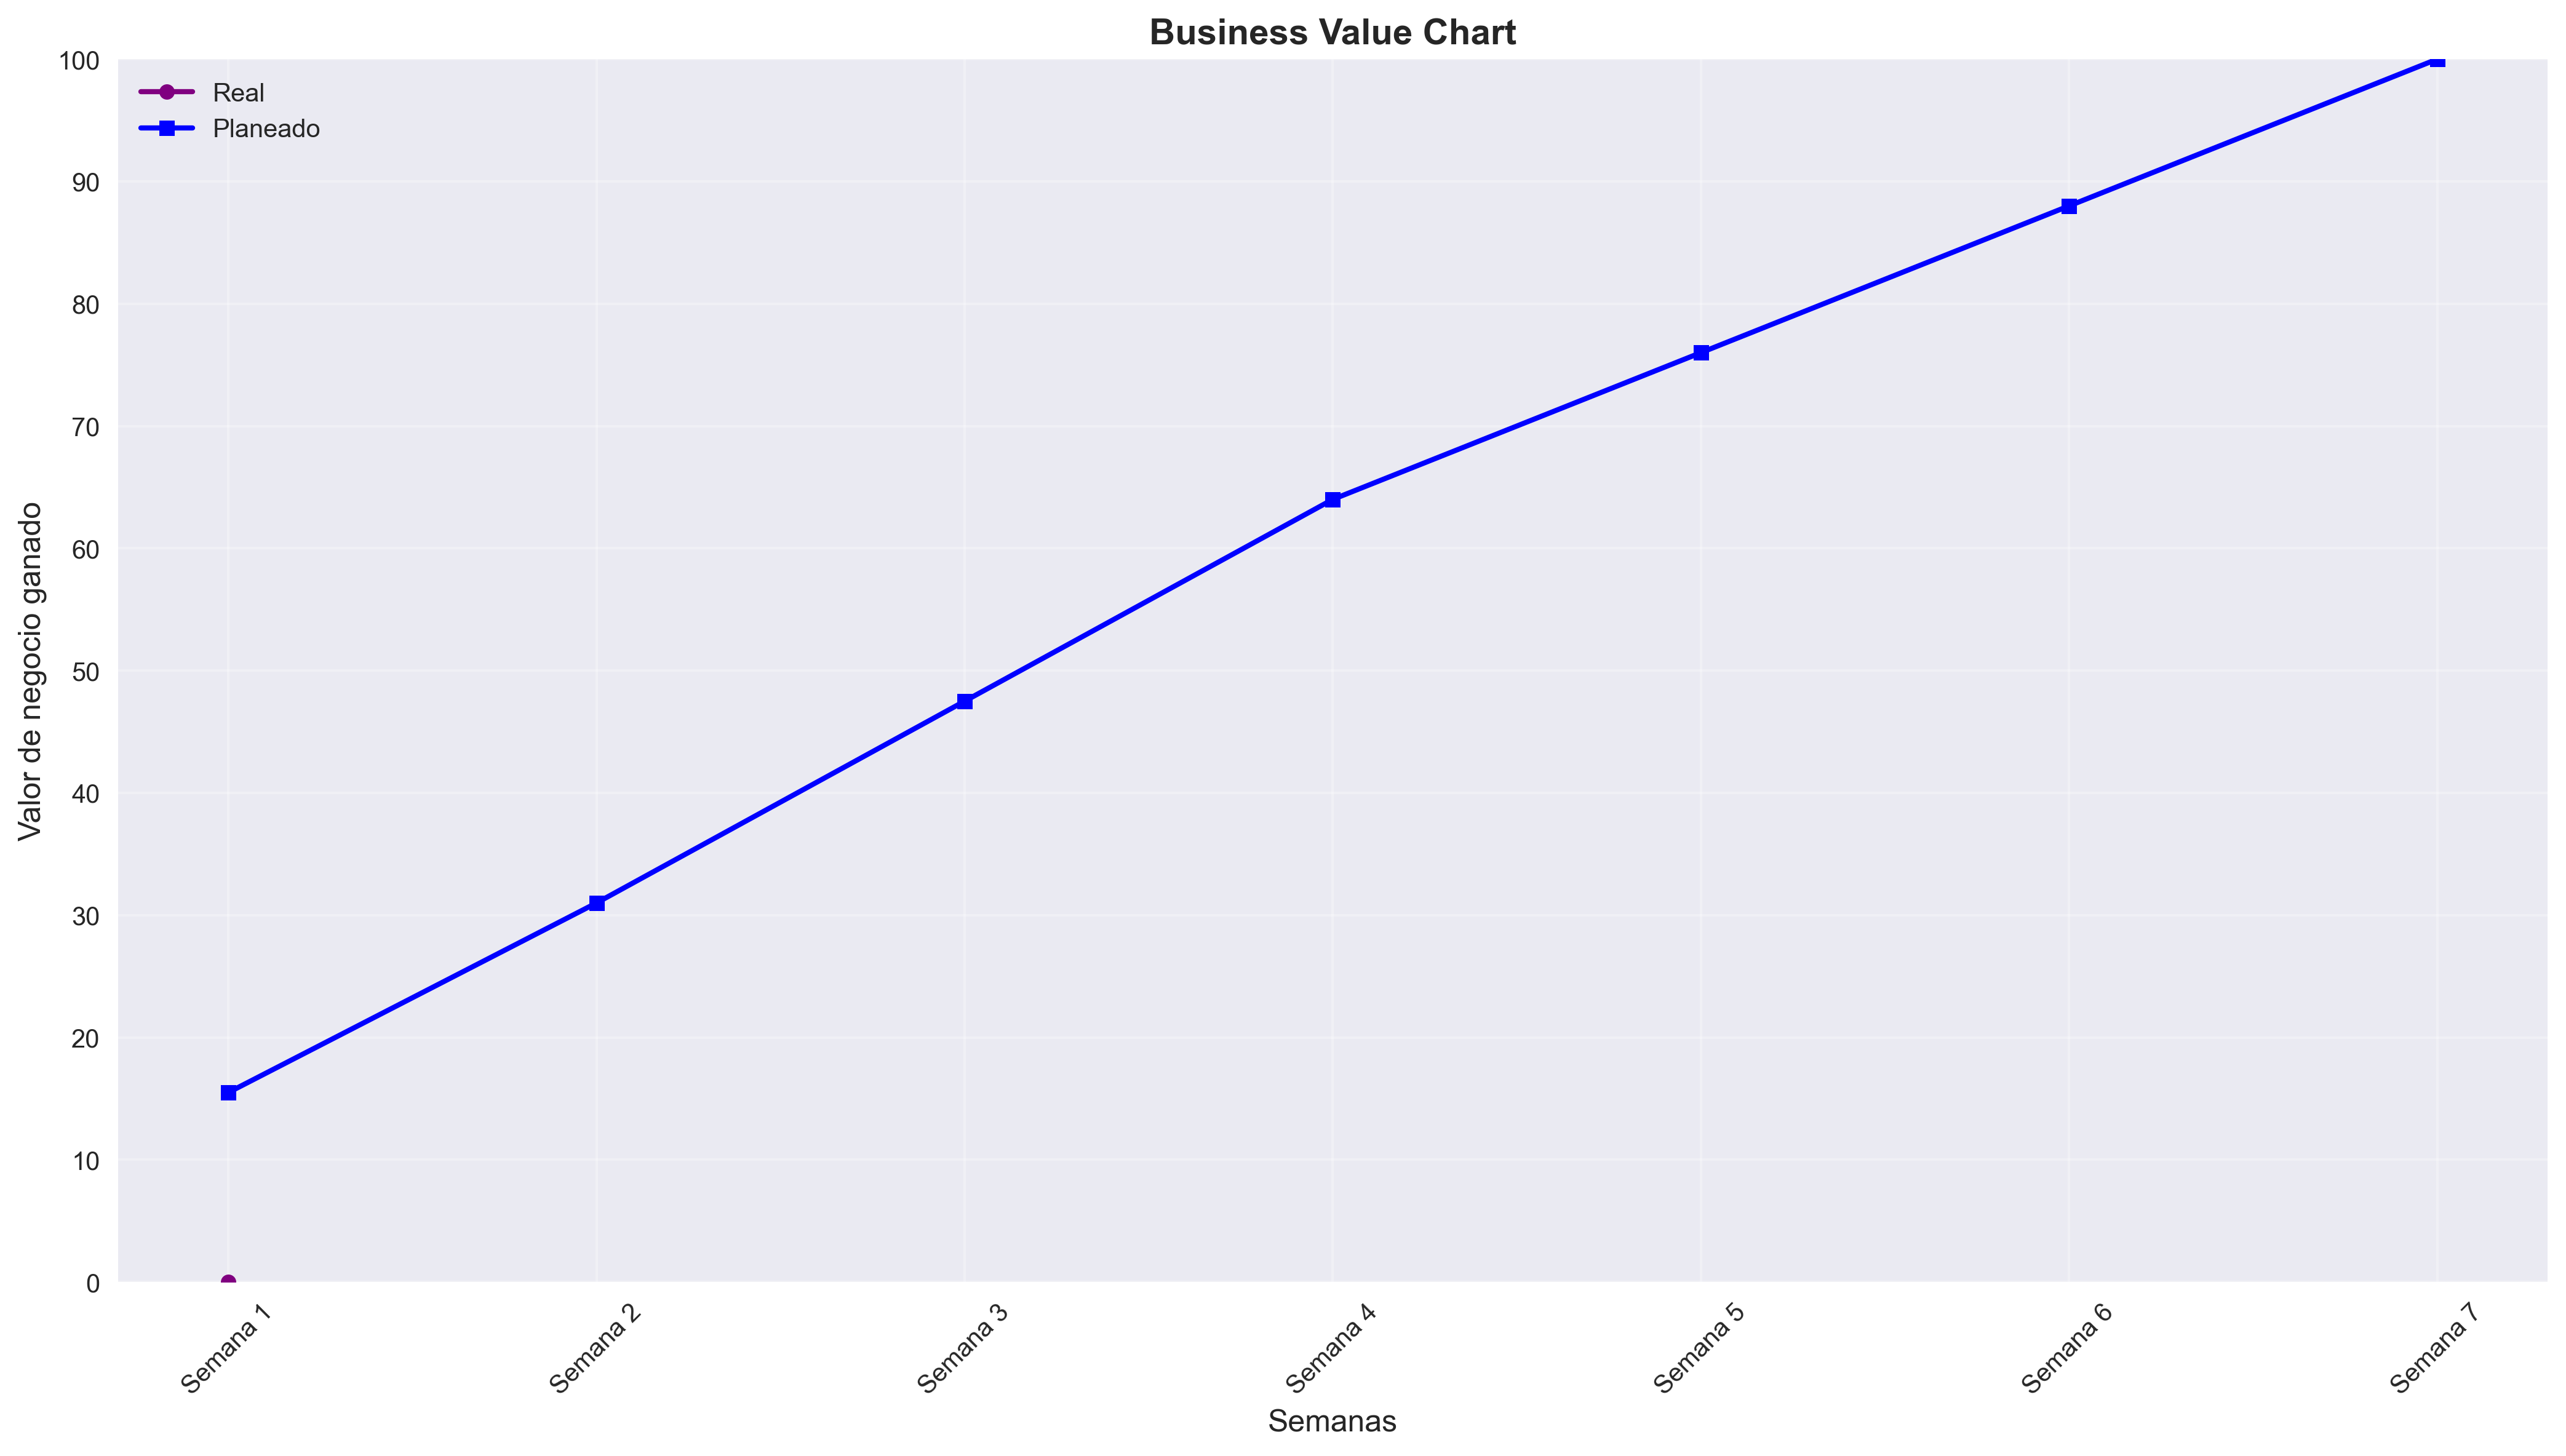 Business Value Chart
Real
Planeado
100
90
80
70
60
50
40
30
20
10
0
Valor de negocio ganado
Semana 1
Semana 2
Semana 3
Semana 4
Semana 5
Semana 6
Semana 7
Semanas